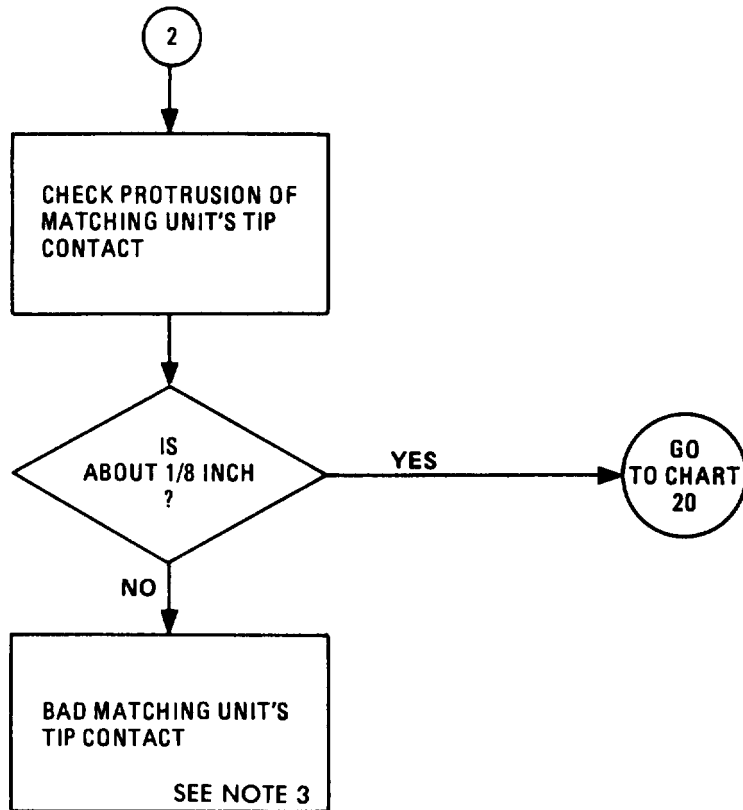 2
CHECK PROTRUSION OF
MATCHING UNIT'S TIP
CONTACT
IS
ABOUT 1/8 INCH
?
YES
GO
TO CHART
20
NO
BAD MATCHING UNIT'S
TIP CONTACT
SEE NOTE 3